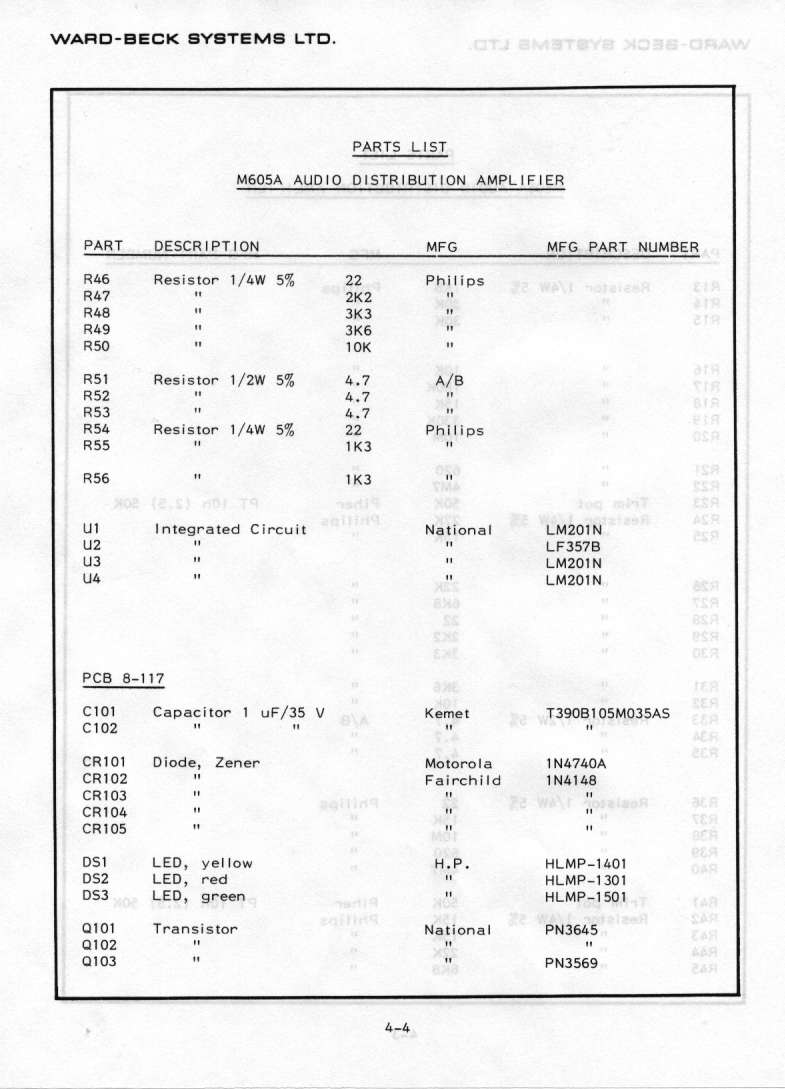 WARD-BECK SYSTEMS LTD.
PARTS LIST
M605A AUDIO DISTRIBUTION AMPLIFIER
PART DESCRIPTION MFG MFG PART NUMBER
R46 Resistor 1/4W 5% 22 Philips
R47 " 2K2 "
R48 " 3K3 "
R49 " 3K6 "
R50 " 10K "
R51 Resistor 1/2W 5% 4.7 A/B
R52 " 4.7 "
R53 " 4.7 "
R54 Resistor 1/4W 5% 22 Philips
R55 " 1K3 "
R56 " 1K3 "
U1 Integrated Circuit National LM201N
U2 " " LF357B
U3 " " LM201N
U4 " " LM201N
PCB 8-117
C101 Capacitor 1 uF/35 V Kemet T390B105M035AS
C102 " " " "
CR101 Diode, Zener Motorola 1N4740A
CR102 " Fairchild 1N4148
CR103 " " "
CR104 " " "
CR105 " " "
DS1 LED, yellow H.P. HLMP-1401
DS2 LED, red " HLMP-1301
DS3 LED, green " HLMP-1501
Q101 Transistor National PN3645
Q102 " " "
Q103 " " PN3569
4-4